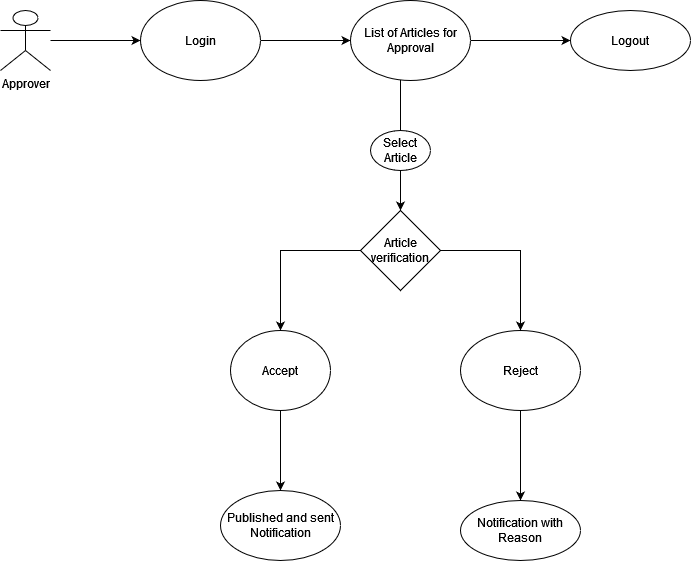 Approver
Login
List of Articles for
Approval
Logout
Select
Article
Article
verification
Accept
Reject
Published and sent
Notification
Notification with
Reason